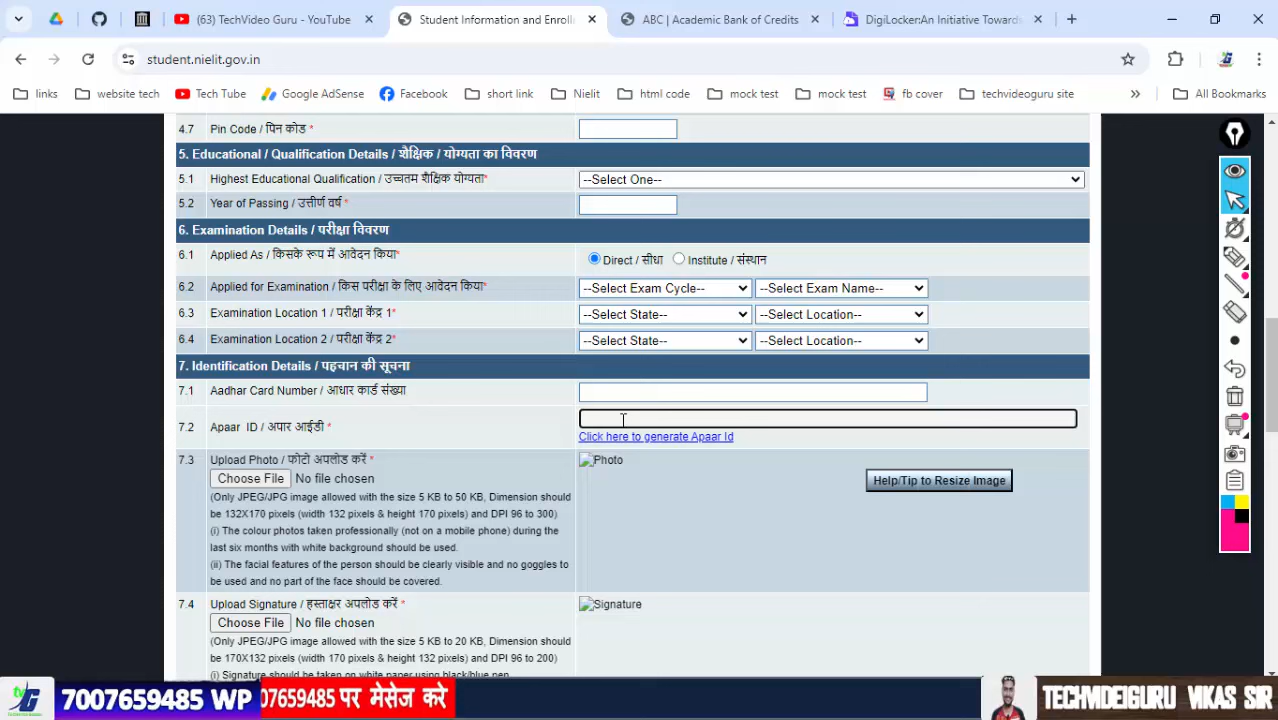 (63) TechVideo Guru - YouTube
Student Information and Enroll
ABC | Academic Bank of Credits
DigiLocker:An Initiative Toward
student.nielit.gov.in
links
website tech
Tech Tube
Google AdSense
Facebook
short link
Nielit
html code
mock test
mock test
fb cover
techvideoguru site
All Bookmarks
4.7 Pin Code / पिन कोड *
5. Educational / Qualification Details / शैक्षिक / योग्यता का विवरण
5.1 Highest Educational Qualification / उच्चतम शैक्षिक योग्यता* --Select One--
5.2 Year of Passing / उत्तीर्ण वर्ष *
6. Examination Details / परीक्षा विवरण
6.1 Applied As / किसके रूप में आवेदन किया* Direct / सीधा Institute / संस्थान
6.2 Applied for Examination / किस परीक्षा के लिए आवेदन किया* --Select Exam Cycle-- --Select Exam Name--
6.3 Examination Location 1 / परीक्षा केंद्र 1* --Select State-- --Select Location--
6.4 Examination Location 2 / परीक्षा केंद्र 2* --Select State-- --Select Location--
7. Identification Details / पहचान की सूचना
7.1 Aadhar Card Number / आधार कार्ड संख्या
7.2 Apaar ID / अपार आईडी *
Click here to generate Apaar Id
7.3 Upload Photo / फोटो अपलोड करें * Photo
Choose File No file chosen Help/Tip to Resize Image
(Only JPEG/JPG image allowed with the size 5 KB to 50 KB, Dimension should
be 132X170 pixels (width 132 pixels & height 170 pixels) and DPI 96 to 300)
(i) The colour photos taken professionally (not on a mobile phone) during the
last six months with white background should be used.
(ii) The facial features of the person should be clearly visible and no goggles to
be used and no part of the face should be covered.
7.4 Upload Signature / हस्ताक्षर अपलोड करें * Signature
Choose File No file chosen
(Only JPEG/JPG image allowed with the size 5 KB to 20 KB, Dimension should
be 170X132 pixels (width 170 pixels & height 132 pixels) and DPI 96 to 200)
(i) Signature should be taken on white paper using black/blue pen
7007659485 WP
07659485 पर मेसेज करे
TECHVIDEIGURU VIKAS SIR